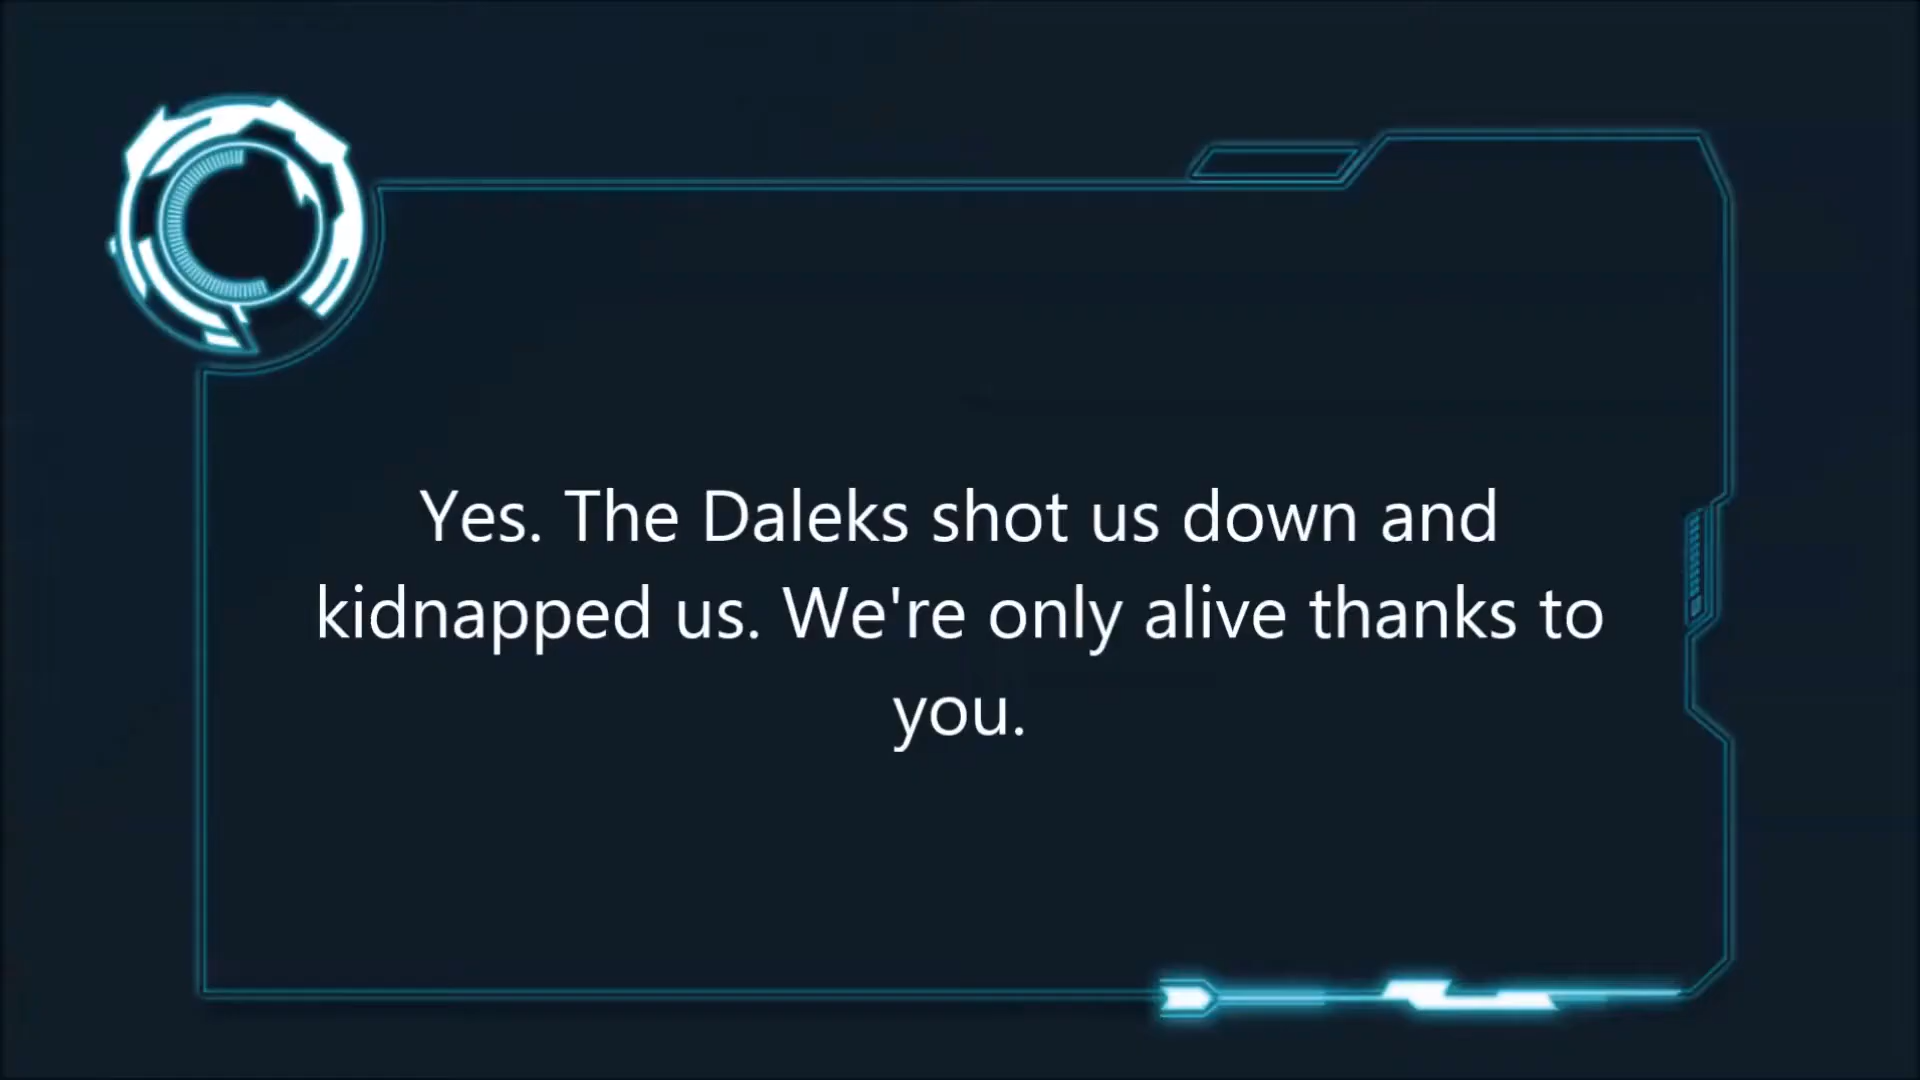 Yes. The Daleks shot us down and
kidnapped us. We're only alive thanks to
you.